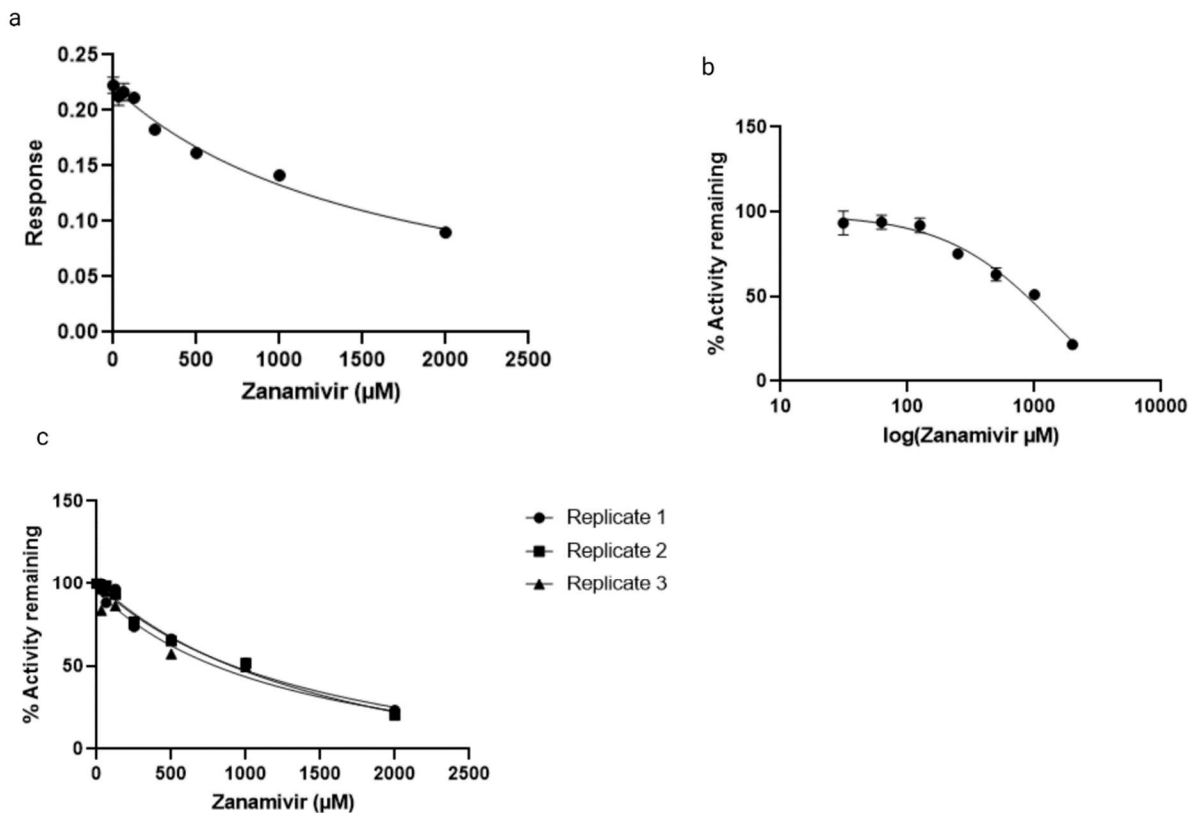 a
0.25
0.20
0.15
0.10
0.05
0.00
Response
0 500 1000 1500 2000 2500
Zanamivir (µM)
b
150
100
50
0
% Activity remaining
10 100 1000 10000
log(Zanamivir µM)
c
150
100
50
0
% Activity remaining
0 500 1000 1500 2000 2500
Zanamivir (µM)
Replicate 1
Replicate 2
Replicate 3